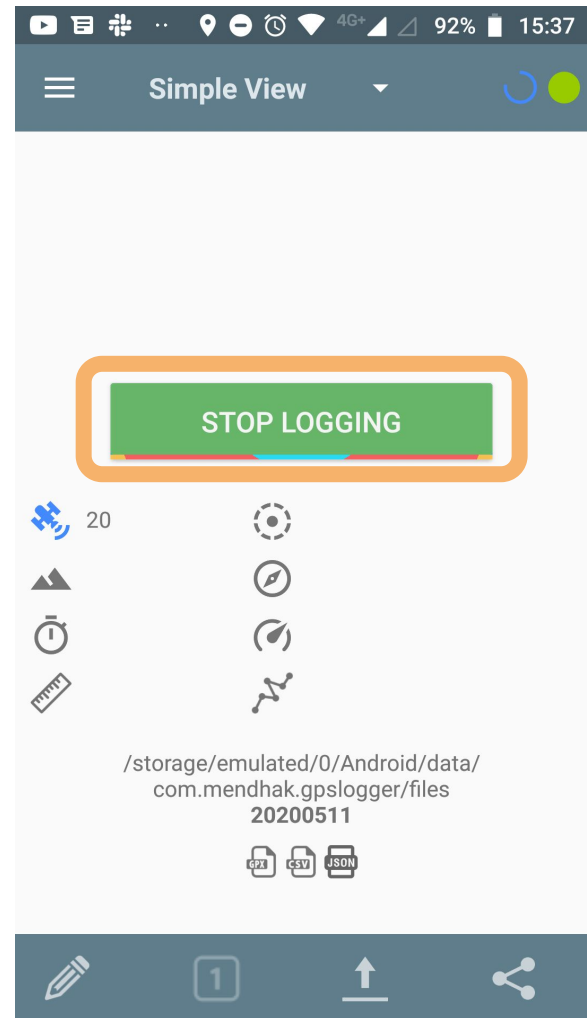 4G+ 92% 15:37
Simple View
STOP LOGGING
20
/storage/emulated/0/Android/data/
com.mendhak.gpslogger/files
20200511
GPX CSV JSON
1